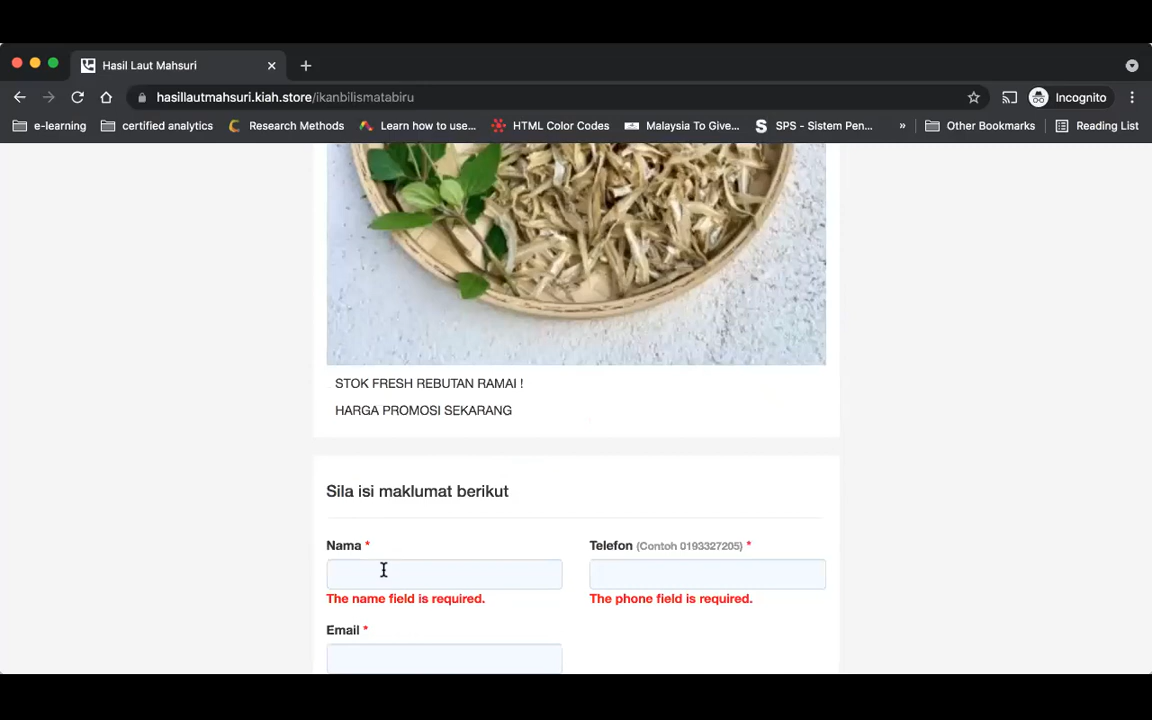 Hasil Laut Mahsuri
hasillautmahsuri.kiah.store/ikanbilismatabiru
Incognito
e-learning
certified analytics
Research Methods
Learn how to use...
HTML Color Codes
Malaysia To Give...
SPS - Sistem Pen...
»
Other Bookmarks
Reading List
STOK FRESH REBUTAN RAMAI !
HARGA PROMOSI SEKARANG
Sila isi maklumat berikut
Nama *
Telefon (Contoh 0193327205) *
The name field is required.
The phone field is required.
Email *